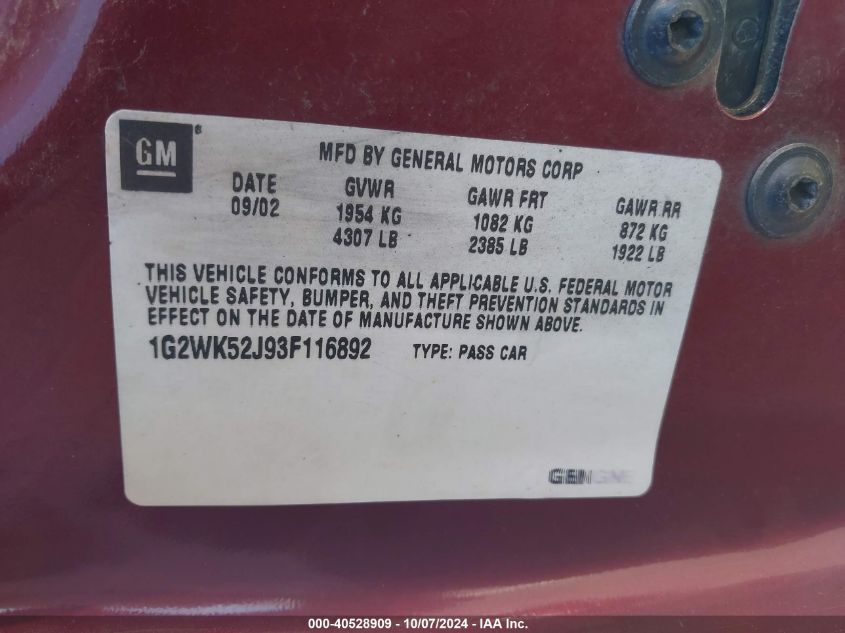 GM®
MFD BY GENERAL MOTORS CORP
DATE GVWR GAWR FRT GAWR RR
09/02 1954 KG 1082 KG 872 KG
4307 LB 2385 LB 1922 LB
THIS VEHICLE CONFORMS TO ALL APPLICABLE U.S. FEDERAL MOTOR
VEHICLE SAFETY, BUMPER, AND THEFT PREVENTION STANDARDS IN
EFFECT ON THE DATE OF MANUFACTURE SHOWN ABOVE.
1G2WK52J93F116892 TYPE: PASS CAR
000-40528909 - 10/07/2024 - IAA Inc.